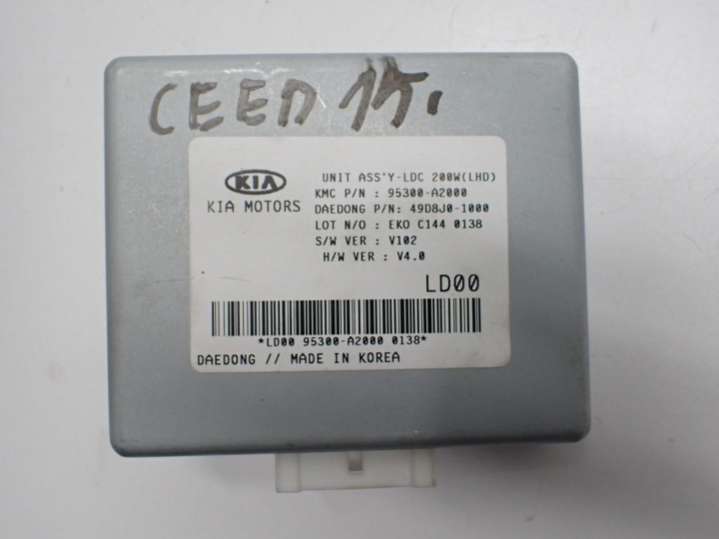 CEED 15.
KIA
KIA MOTORS
UNIT ASS'Y-LDC 200W(LHD)
KMC P/N : 95300-A2000
DAEDONG P/N: 49D8J0-1000
LOT N/O : EKO C144 0138
S/W VER : V102
H/W VER : V4.0
LD00
*LD00 95300-A2000 0138*
DAEDONG // MADE IN KOREA